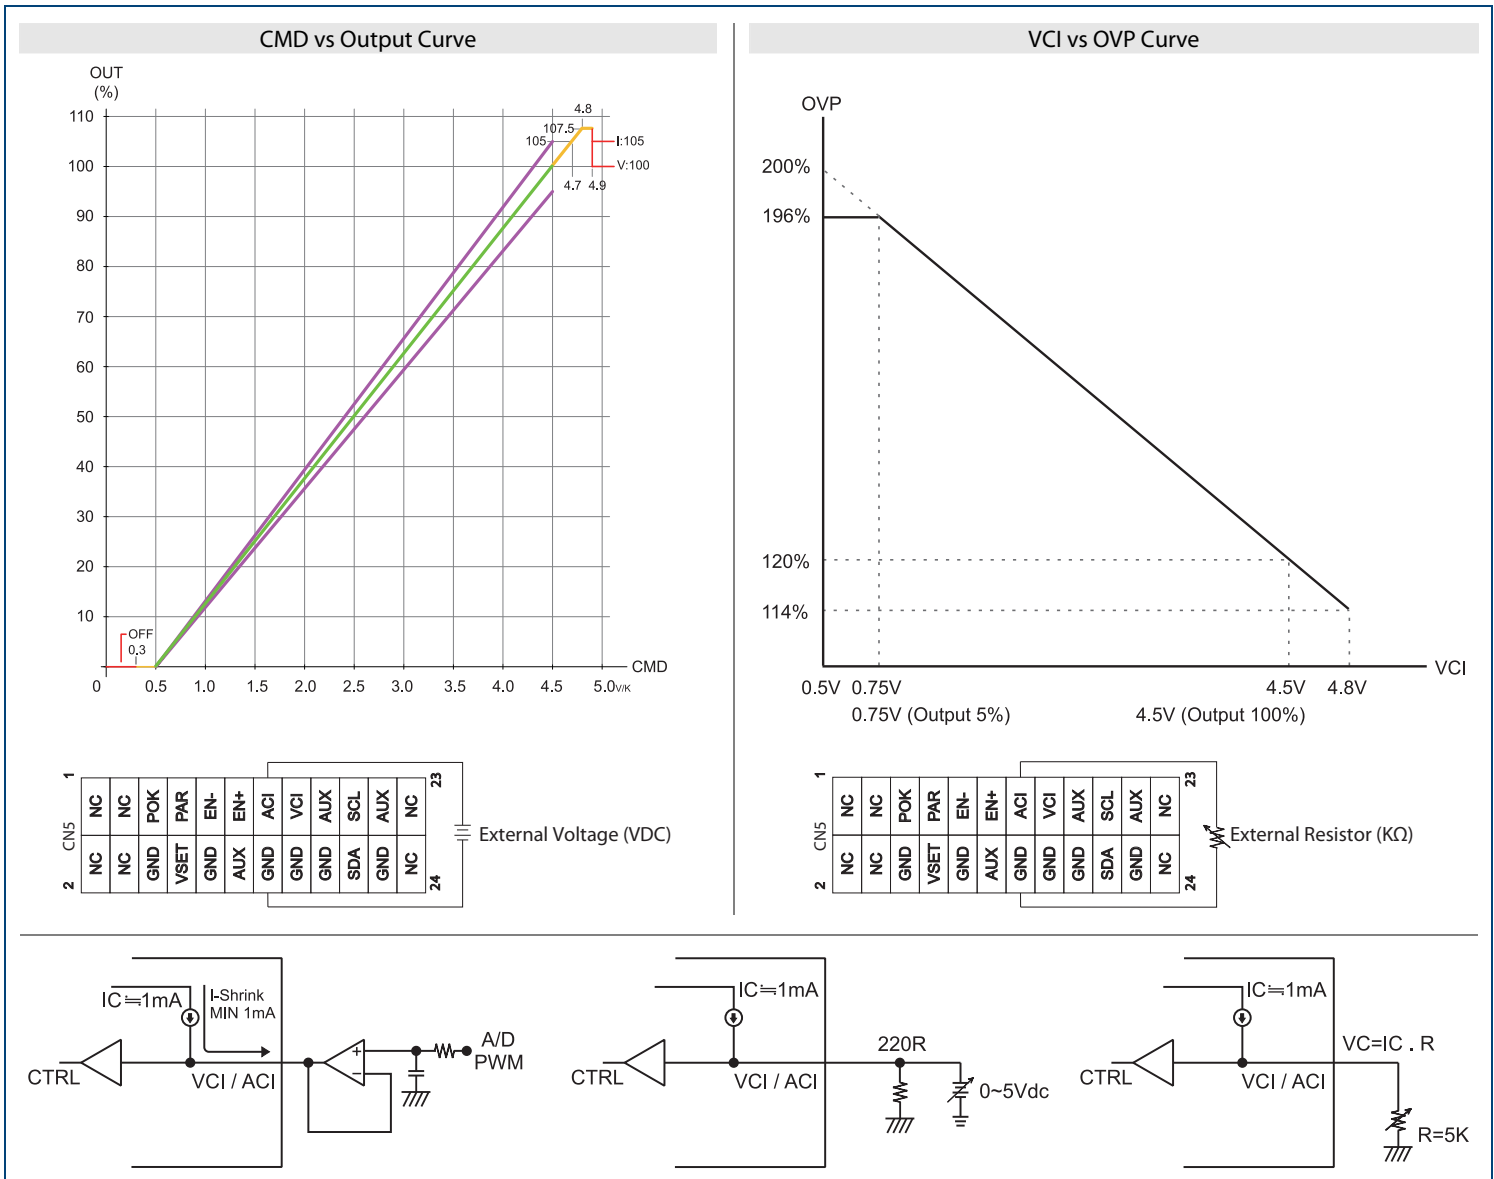 CMD vs Output Curve
OUT
(%)
110
100
90
80
70
60
50
40
30
20
10
4.8
107.5
105
I:105
V:100
4.7
4.9
OFF
0.3
CMD
0
0.5
1.0
1.5
2.0
2.5
3.0
3.5
4.0
4.5
5.0V/K
VCI vs OVP Curve
OVP
200%
196%
120%
114%
VCI
0.5V
0.75V
4.5V
4.8V
0.75V (Output 5%)
4.5V (Output 100%)
1
23
CN5
NC NC POK PAR EN- EN+ ACI VCI AUX SCL AUX NC
NC NC GND VSET GND AUX GND GND GND SDA GND NC
2
24
External Voltage (VDC)
1
23
CN5
NC NC POK PAR EN- EN+ ACI VCI AUX SCL AUX NC
NC NC GND VSET GND AUX GND GND GND SDA GND NC
2
24
External Resistor (KΩ)
IC≒1mA
I-Shrink
MIN 1mA
CTRL
VCI / ACI
+
−
A/D
PWM
IC≒1mA
CTRL
VCI / ACI
220R
0~5Vdc
IC≒1mA
CTRL
VCI / ACI
VC=IC . R
R=5K